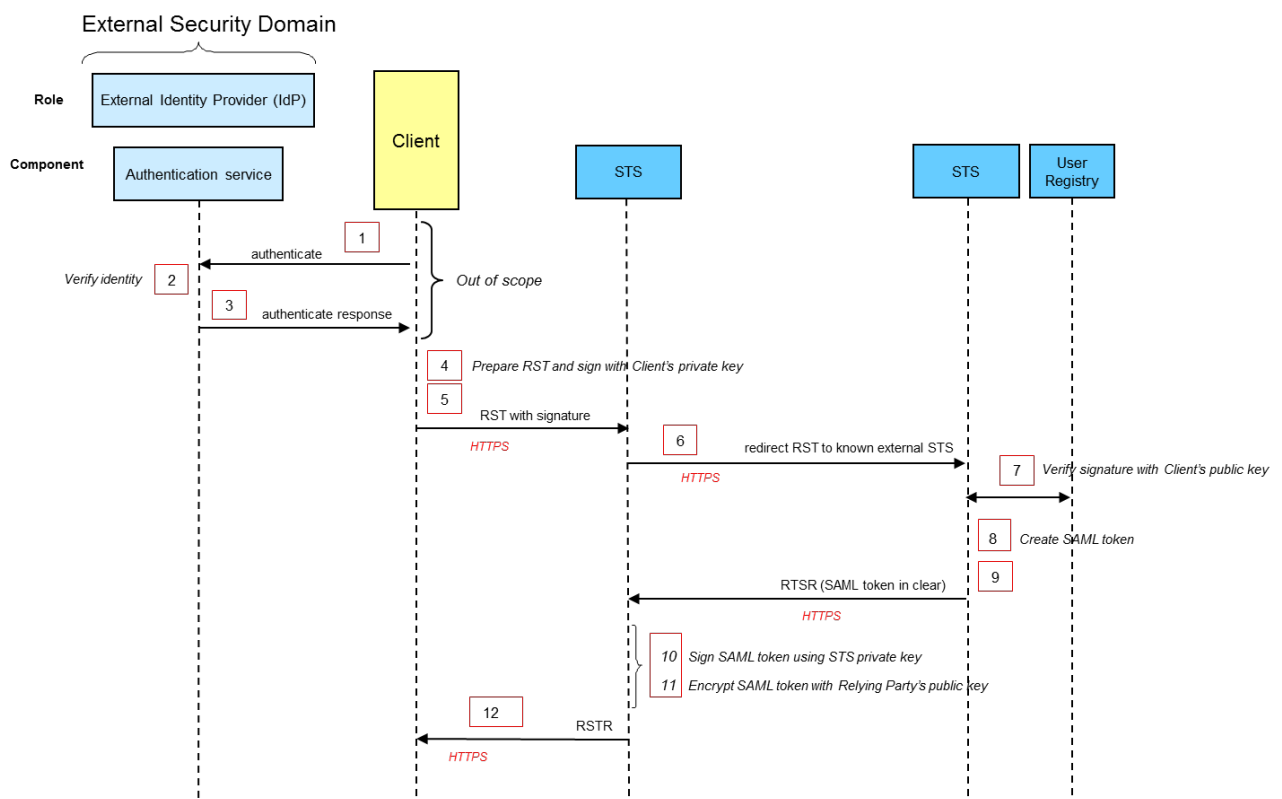 External Security Domain
Role
External Identity Provider (IdP)
Client
Component
Authentication service
STS
STS
User
Registry
1
authenticate
Verify identity
2
Out of scope
3
authenticate response
4
Prepare RST and sign with Client's private key
5
RST with signature
HTTPS
6
redirect RST to known external STS
HTTPS
7
Verify signature with Client's public key
8
Create SAML token
9
RTSR (SAML token in clear)
HTTPS
10 Sign SAML token using STS private key
11 Encrypt SAML token with Relying Party's public key
12
RSTR
HTTPS